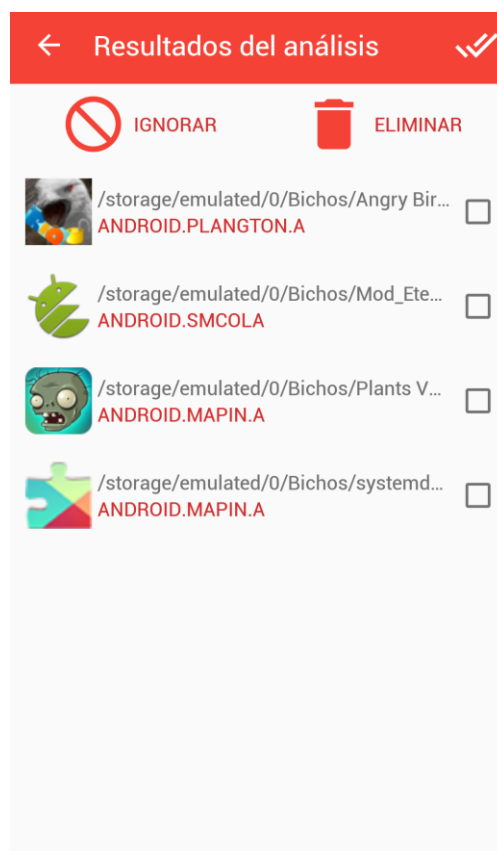 Resultados del análisis
IGNORAR
ELIMINAR
/storage/emulated/0/Bichos/Angry Bir...
ANDROID.PLANGTON.A
/storage/emulated/0/Bichos/Mod_Ete...
ANDROID.SMCOLA
/storage/emulated/0/Bichos/Plants V...
ANDROID.MAPIN.A
/storage/emulated/0/Bichos/systemd...
ANDROID.MAPIN.A